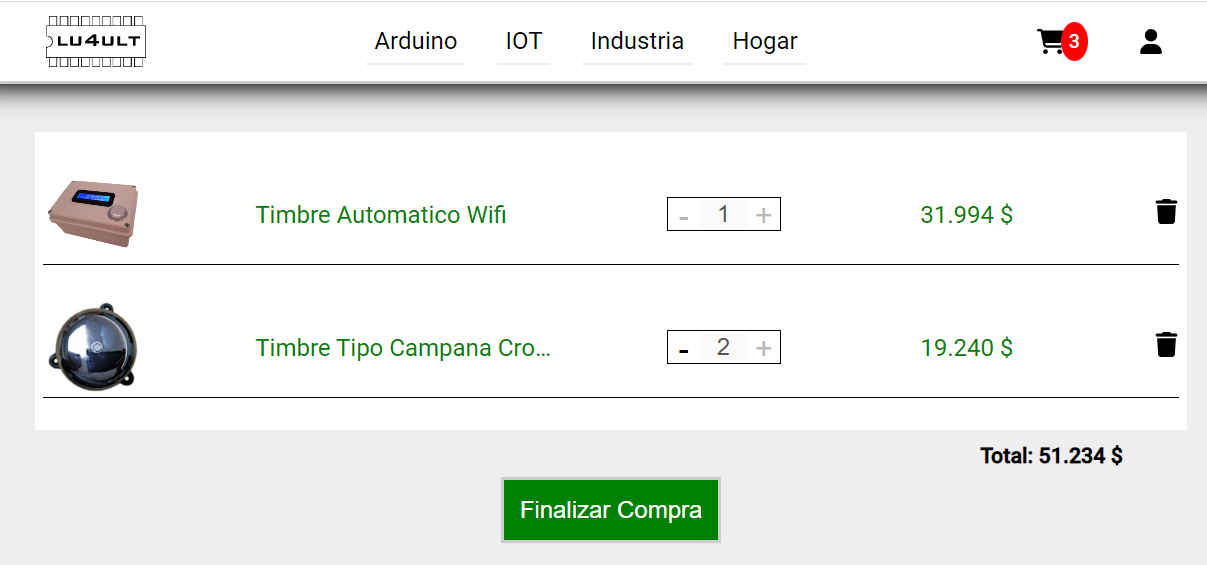 LU4ULT
Arduino
IOT
Industria
Hogar
3
Timbre Automatico Wifi
- 1 +
31.994 $
Timbre Tipo Campana Cro...
- 2 +
19.240 $
Total: 51.234 $
Finalizar Compra